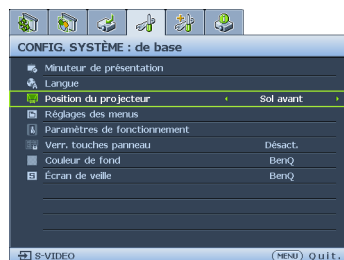 CONFIG. SYSTÈME : de base
Minuteur de présentation
Langue
Position du projecteur Sol avant
Réglages des menus
Paramètres de fonctionnement
Verr. touches panneau Désact.
Couleur de fond BenQ
Écran de veille BenQ
S-VIDEO MENU Quit.